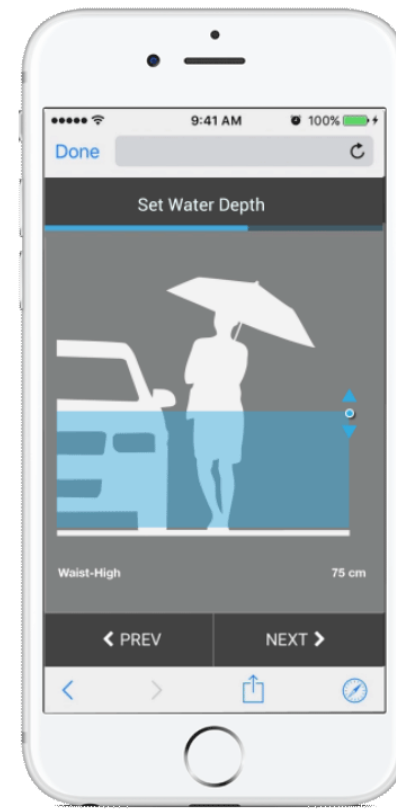 9:41 AM
100%
Done
Set Water Depth
Waist-High
75 cm
PREV
NEXT